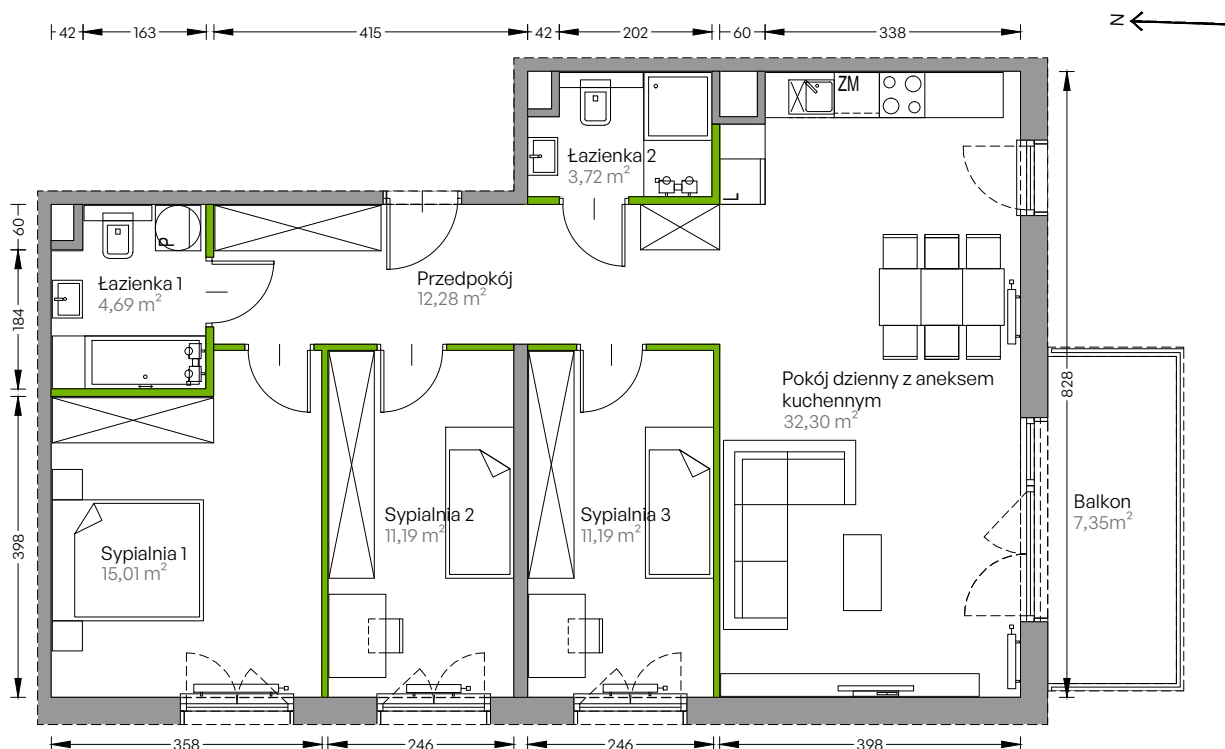 42
163
415
42
202
60
338
N
ZM
Łazienka 2
3,72 m²
L
60
P
Łazienka 1
4,69 m²
Przedpokój
12,28 m²
184
Pokój dzienny z aneksem
kuchennym
32,30 m²
828
398
Sypialnia 1
15,01 m²
Sypialnia 2
11,19 m²
Sypialnia 3
11,19 m²
Balkon
7,35m²
358
246
246
398